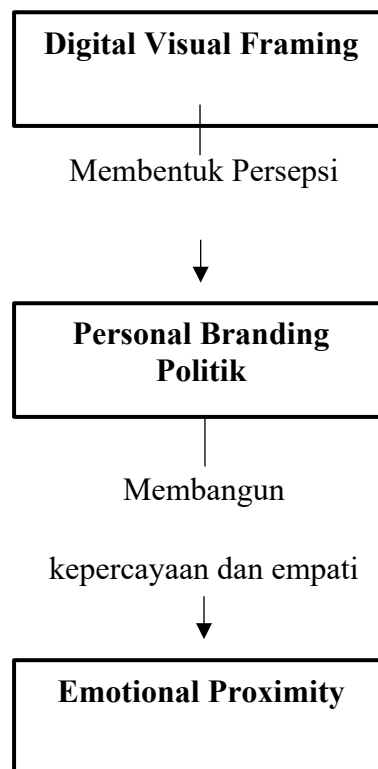 Digital Visual Framing
Membentuk Persepsi
Personal Branding
Politik
Membangun
kepercayaan dan empati
Emotional Proximity